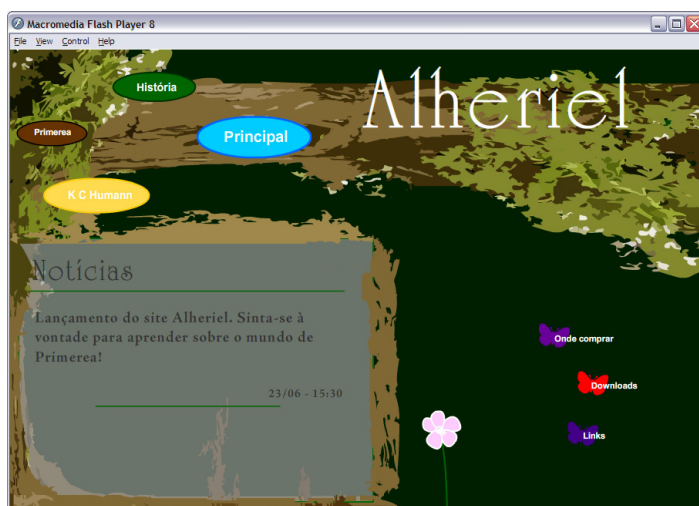 Macromedia Flash Player 8
File View Control Help
Alheriel
História
Primerea
Principal
K C Humann
Notícias
Lançamento do site Alheriel. Sinta-se à
vontade para aprender sobre o mundo de
Primerea!
23/06 - 15:30
Onde comprar
Downloads
Links